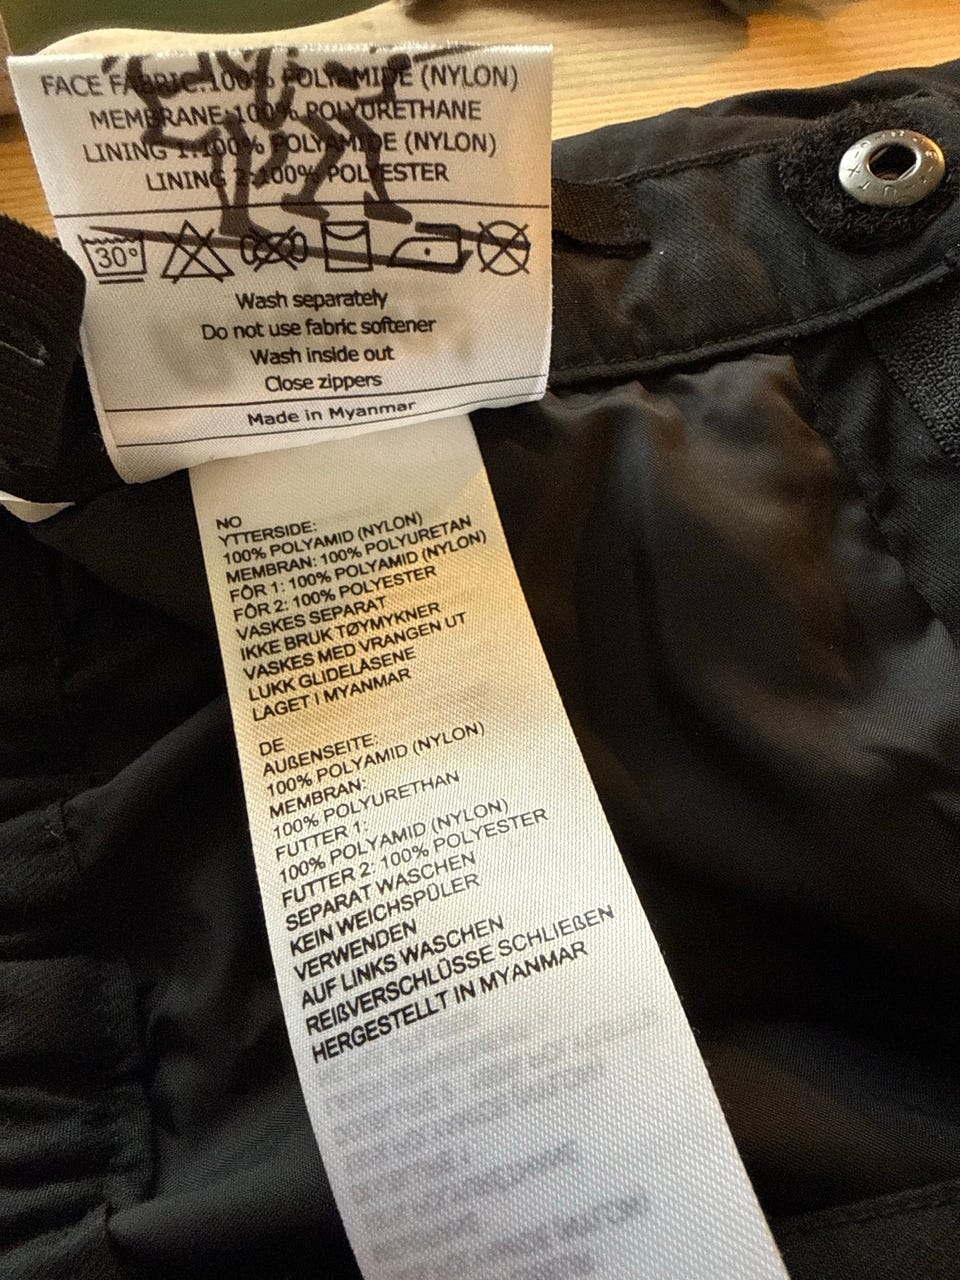 FACE FABRIC:100% POLYAMIDE (NYLON)
MEMBRANE:100% POLYURETHANE
LINING 1:100% POLYAMIDE (NYLON)
LINING 2:100% POLYESTER
30°
Wash separately
Do not use fabric softener
Wash inside out
Close zippers
Made in Myanmar
NO
YTTERSIDE:
100% POLYAMID (NYLON)
MEMBRAN: 100% POLYURETAN
FÔR 1: 100% POLYAMID (NYLON)
FÔR 2: 100% POLYESTER
VASKES SEPARAT
IKKE BRUK TØYMYKNER
VASKES MED VRANGEN UT
LUKK GLIDELÅSENE
LAGET I MYANMAR
DE
AUßENSEITE:
100% POLYAMID (NYLON)
MEMBRAN:
100% POLYURETHAN
FUTTER 1:
100% POLYAMID (NYLON)
FUTTER 2: 100% POLYESTER
SEPARAT WASCHEN
KEIN WEICHSPÜLER
VERWENDEN
AUF LINKS WASCHEN
REIßVERSCHLÜSSE SCHLIEßEN
HERGESTELLT IN MYANMAR